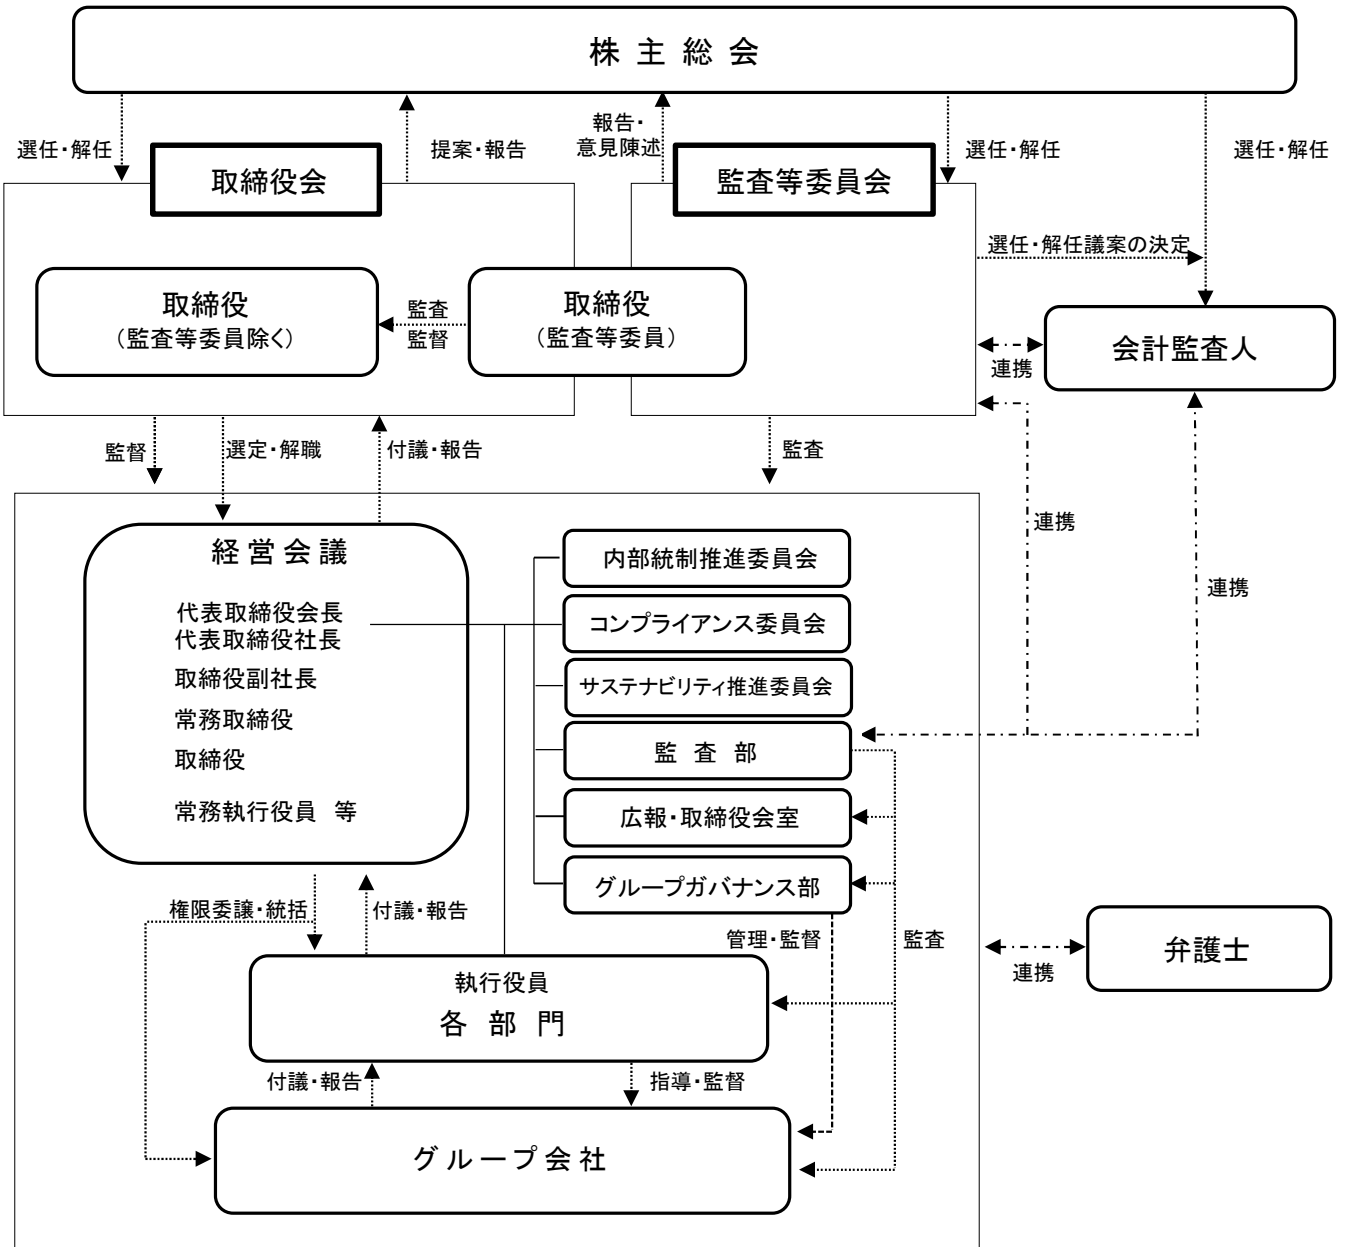 株主総会
選任・解任
提案・報告
報告・
意見陳述
選任・解任
選任・解任
取締役会
監査等委員会
選任・解任議案の決定
取締役
（監査等委員除く）
監査
監督
取締役
（監査等委員）
会計監査人
連携
監督
選定・解職
付議・報告
監査
連携
連携
経営会議
代表取締役会長
代表取締役社長
取締役副社長
常務取締役
取締役
常務執行役員 等
内部統制推進委員会
コンプライアンス委員会
サステナビリティ推進委員会
監査部
広報・取締役会室
グループガバナンス部
権限委譲・統括
付議・報告
管理・監督
監査
弁護士
連携
執行役員
各部門
付議・報告
指導・監督
グループ会社